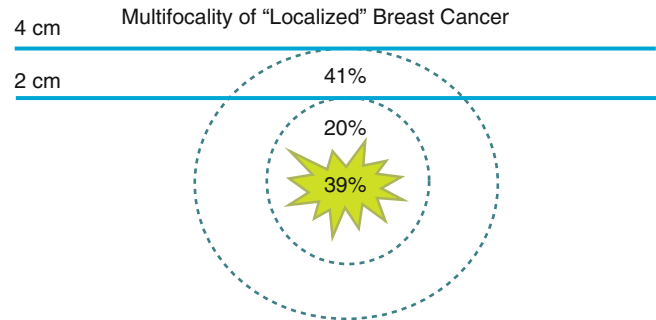 Multifocality of “Localized” Breast Cancer
4 cm
2 cm
41%
20%
39%